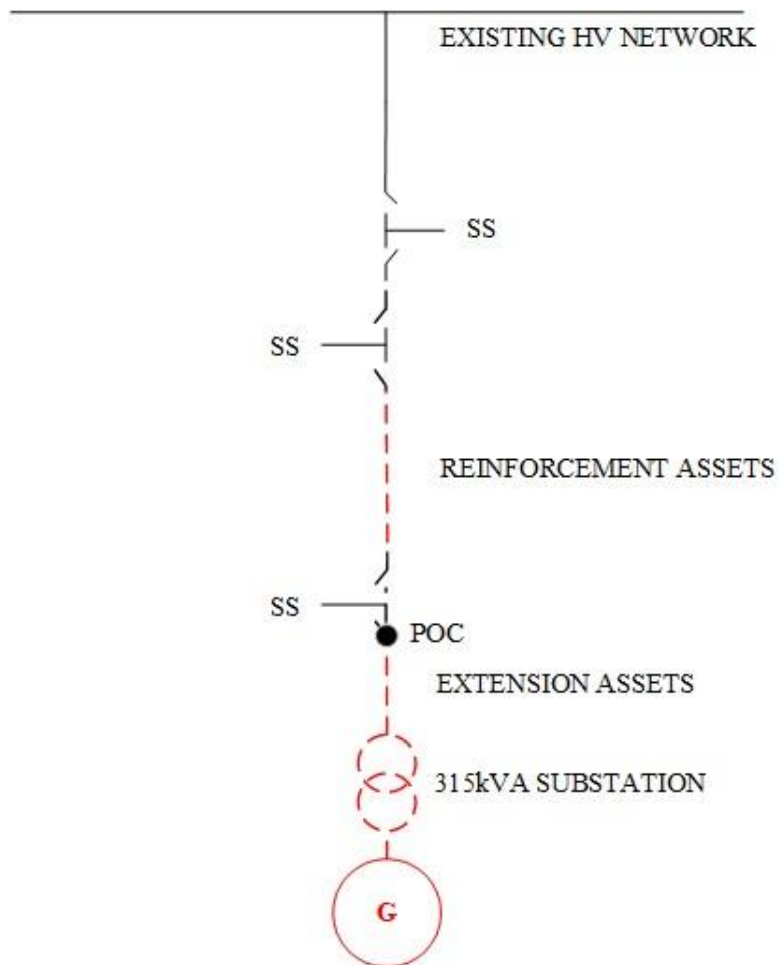 EXISTING HV NETWORK
SS
SS
REINFORCEMENT ASSETS
SS
POC
EXTENSION ASSETS
315kVA SUBSTATION
G